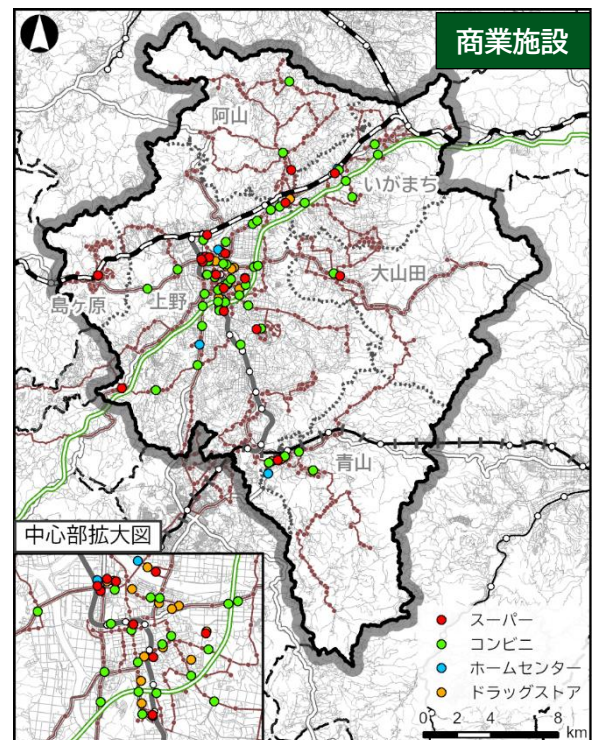 商業施設
阿山
いがまち
大山田
島ヶ原
上野
青山
中心部拡大図
スーパー
コンビニ
ホームセンター
ドラッグストア
0 2 4 8
km